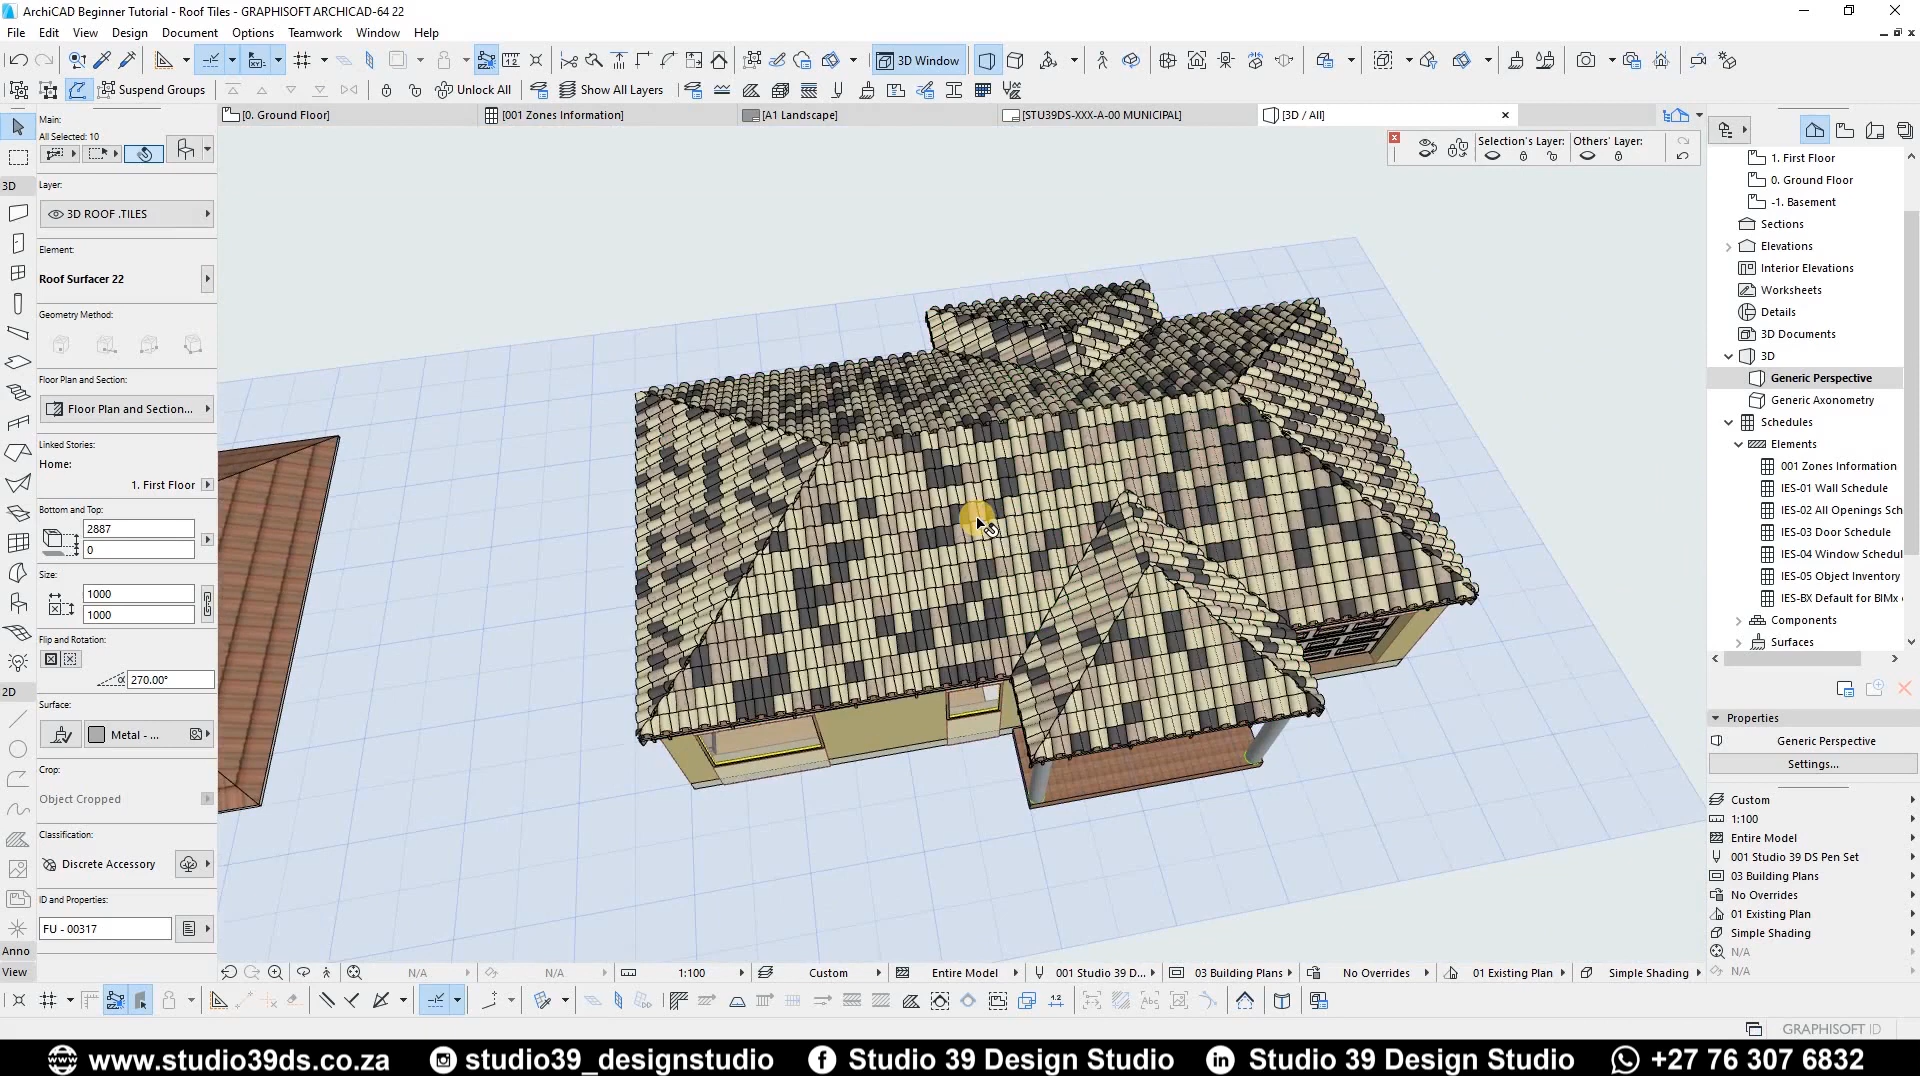 ArchiCAD Beginner Tutorial - Roof Tiles - GRAPHISOFT ARCHICAD-64 22
File Edit View Design Document Options Teamwork Window Help
3D Window
Suspend Groups Unlock All Show All Layers
[0. Ground Floor] [001 Zones Information] [A1 Landscape] [STU39DS-XXX-A-00 MUNICIPAL] [3D / All]
Main:
All Selected: 10
3D
Layer:
3D ROOF .TILES
Element:
Roof Surfacer 22
Geometry Method:
Floor Plan and Section:
Floor Plan and Section...
Linked Stories:
Home:
1. First Floor
Bottom and Top:
2887
0
Size:
1000
1000
Flip and Rotation:
270.00°
2D
Surface:
Metal - ...
Crop:
Object Cropped
Classification:
Discrete Accessory
ID and Properties:
FU - 00317
Anno
View
Selection's Layer: Others' Layer:
1. First Floor
0. Ground Floor
-1. Basement
Sections
Elevations
Interior Elevations
Worksheets
Details
3D Documents
3D
Generic Perspective
Generic Axonometry
Schedules
Elements
001 Zones Information
IES-01 Wall Schedule
IES-02 All Openings Sch
IES-03 Door Schedule
IES-04 Window Schedul
IES-05 Object Inventory
IES-BX Default for BIMx
Components
Surfaces
Properties
Generic Perspective
Settings...
Custom
1:100
Entire Model
001 Studio 39 DS Pen Set
03 Building Plans
No Overrides
01 Existing Plan
Simple Shading
N/A
N/A
N/A N/A 1:100 Custom Entire Model 001 Studio 39 D... 03 Building Plans No Overrides 01 Existing Plan Simple Shading
1.2
Abc
GRAPHISOFT ID
www.studio39ds.co.za studio39_designstudio Studio 39 Design Studio Studio 39 Design Studio +27 76 307 6832